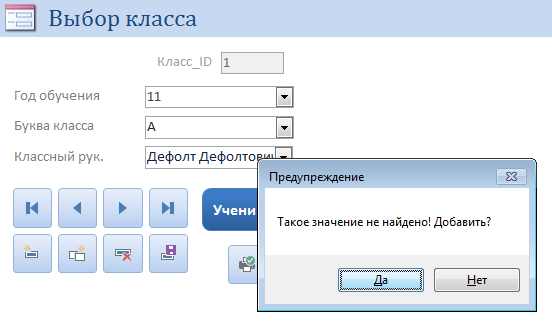 Выбор класса
Класс_ID 1
Год обучения 11
Буква класса А
Классный рук. Дефолт Дефолтович
Предупреждение
Такое значение не найдено! Добавить?
Учени
Да Нет